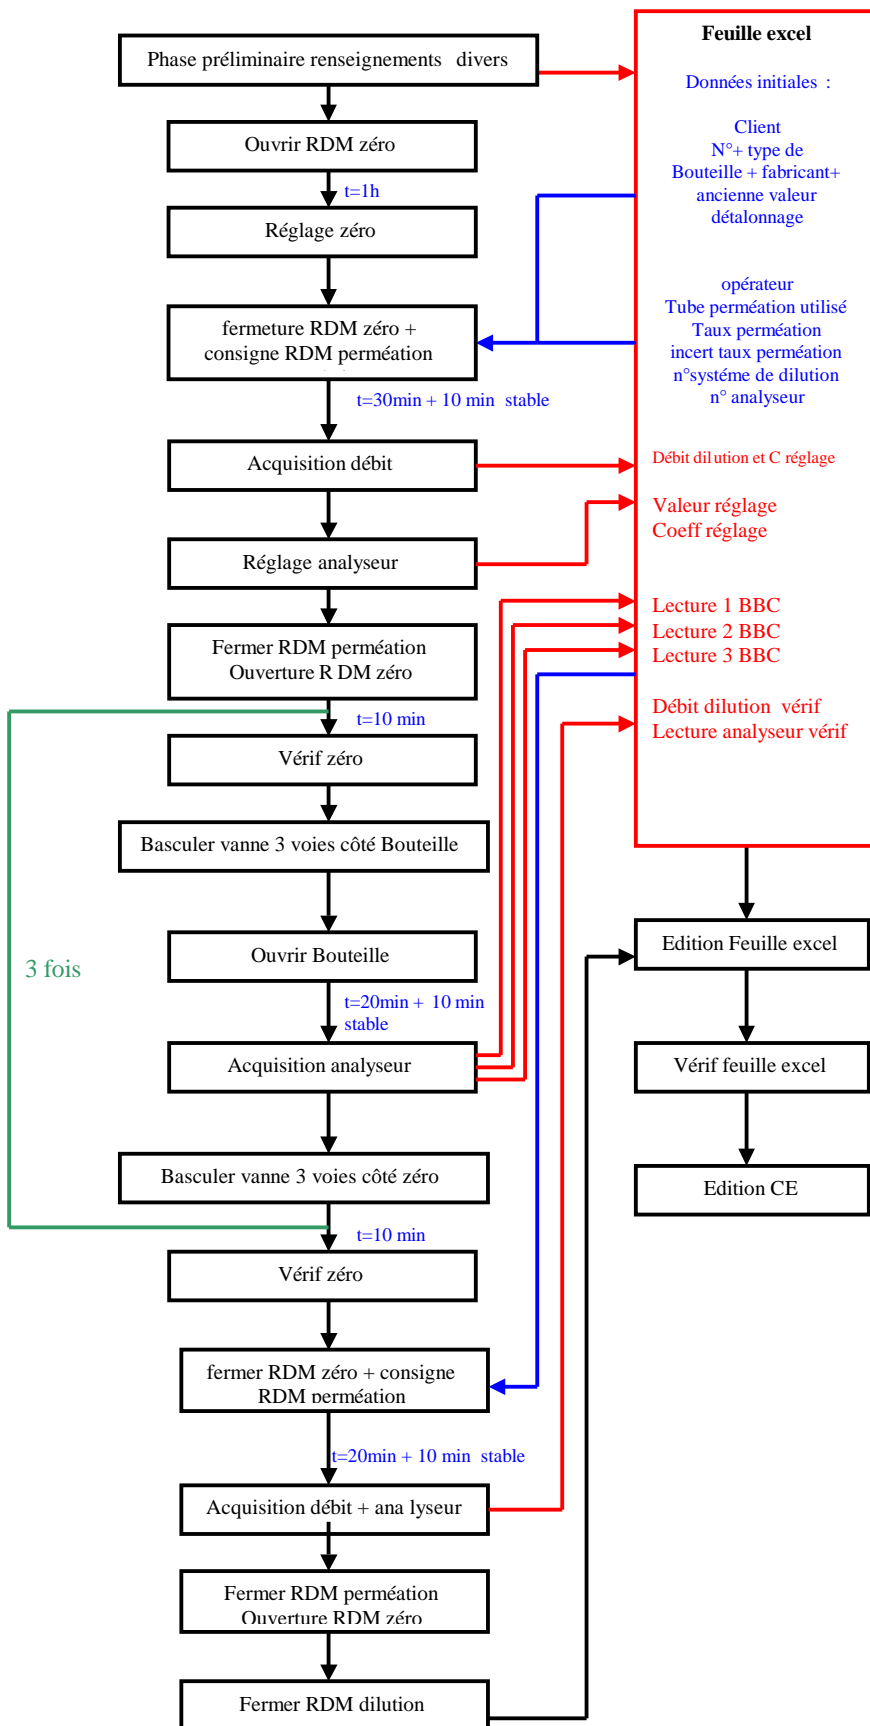 Phase préliminaire renseignements divers
Ouvrir RDM zéro
t=1h
Réglage zéro
fermeture RDM zéro +
consigne RDM perméation
t=30min + 10 min stable
Acquisition débit
Réglage analyseur
Fermer RDM perméation
Ouverture R DM zéro
t=10 min
Vérif zéro
Basculer vanne 3 voies côté Bouteille
Ouvrir Bouteille
3 fois
t=20min + 10 min
stable
Acquisition analyseur
Basculer vanne 3 voies côté zéro
t=10 min
Vérif zéro
fermer RDM zéro + consigne
RDM perméation
t=20min + 10 min stable
Acquisition débit + ana lyseur
Fermer RDM perméation
Ouverture RDM zéro
Fermer RDM dilution
Feuille excel
Données initiales :
Client
N°+ type de
Bouteille + fabricant+
ancienne valeur
détalonnage
opérateur
Tube perméation utilisé
Taux perméation
incert taux perméation
n°systéme de dilution
n° analyseur
Débit dilution et C réglage
Valeur réglage
Coeff réglage
Lecture 1 BBC
Lecture 2 BBC
Lecture 3 BBC
Débit dilution vérif
Lecture analyseur vérif
Edition Feuille excel
Vérif feuille excel
Edition CE